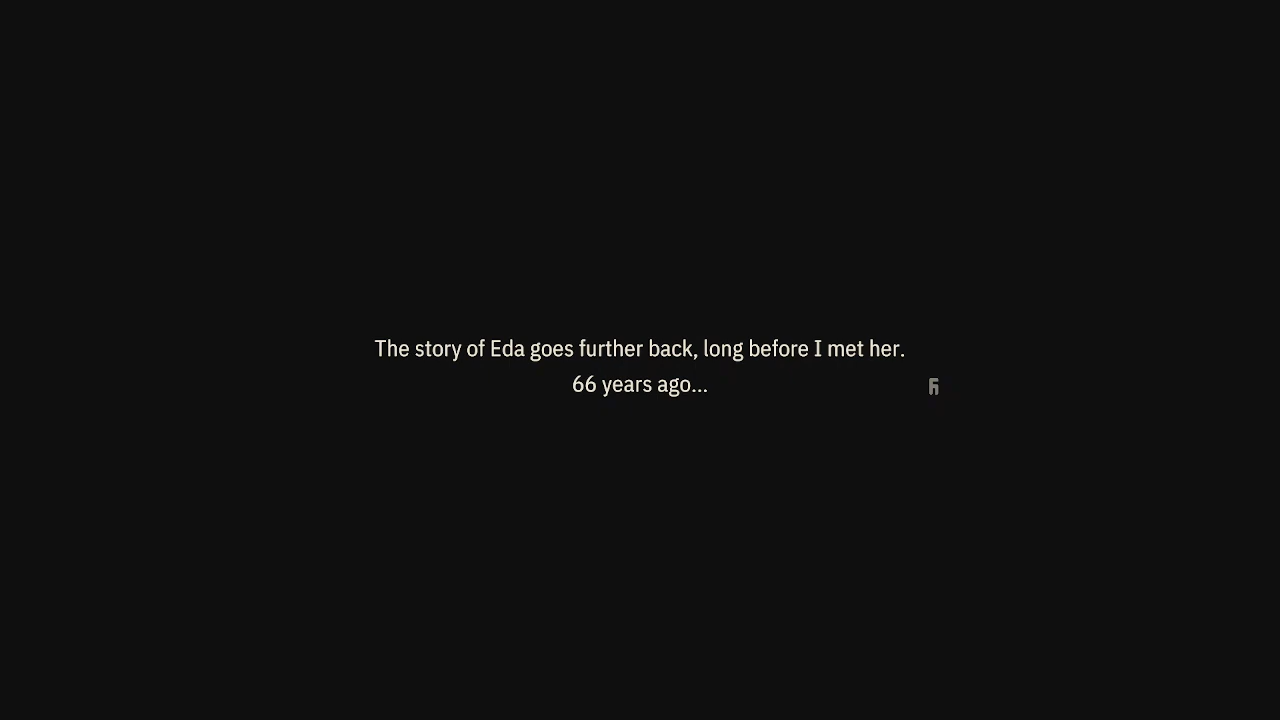 The story of Eda goes further back, long before I met her.
66 years ago...